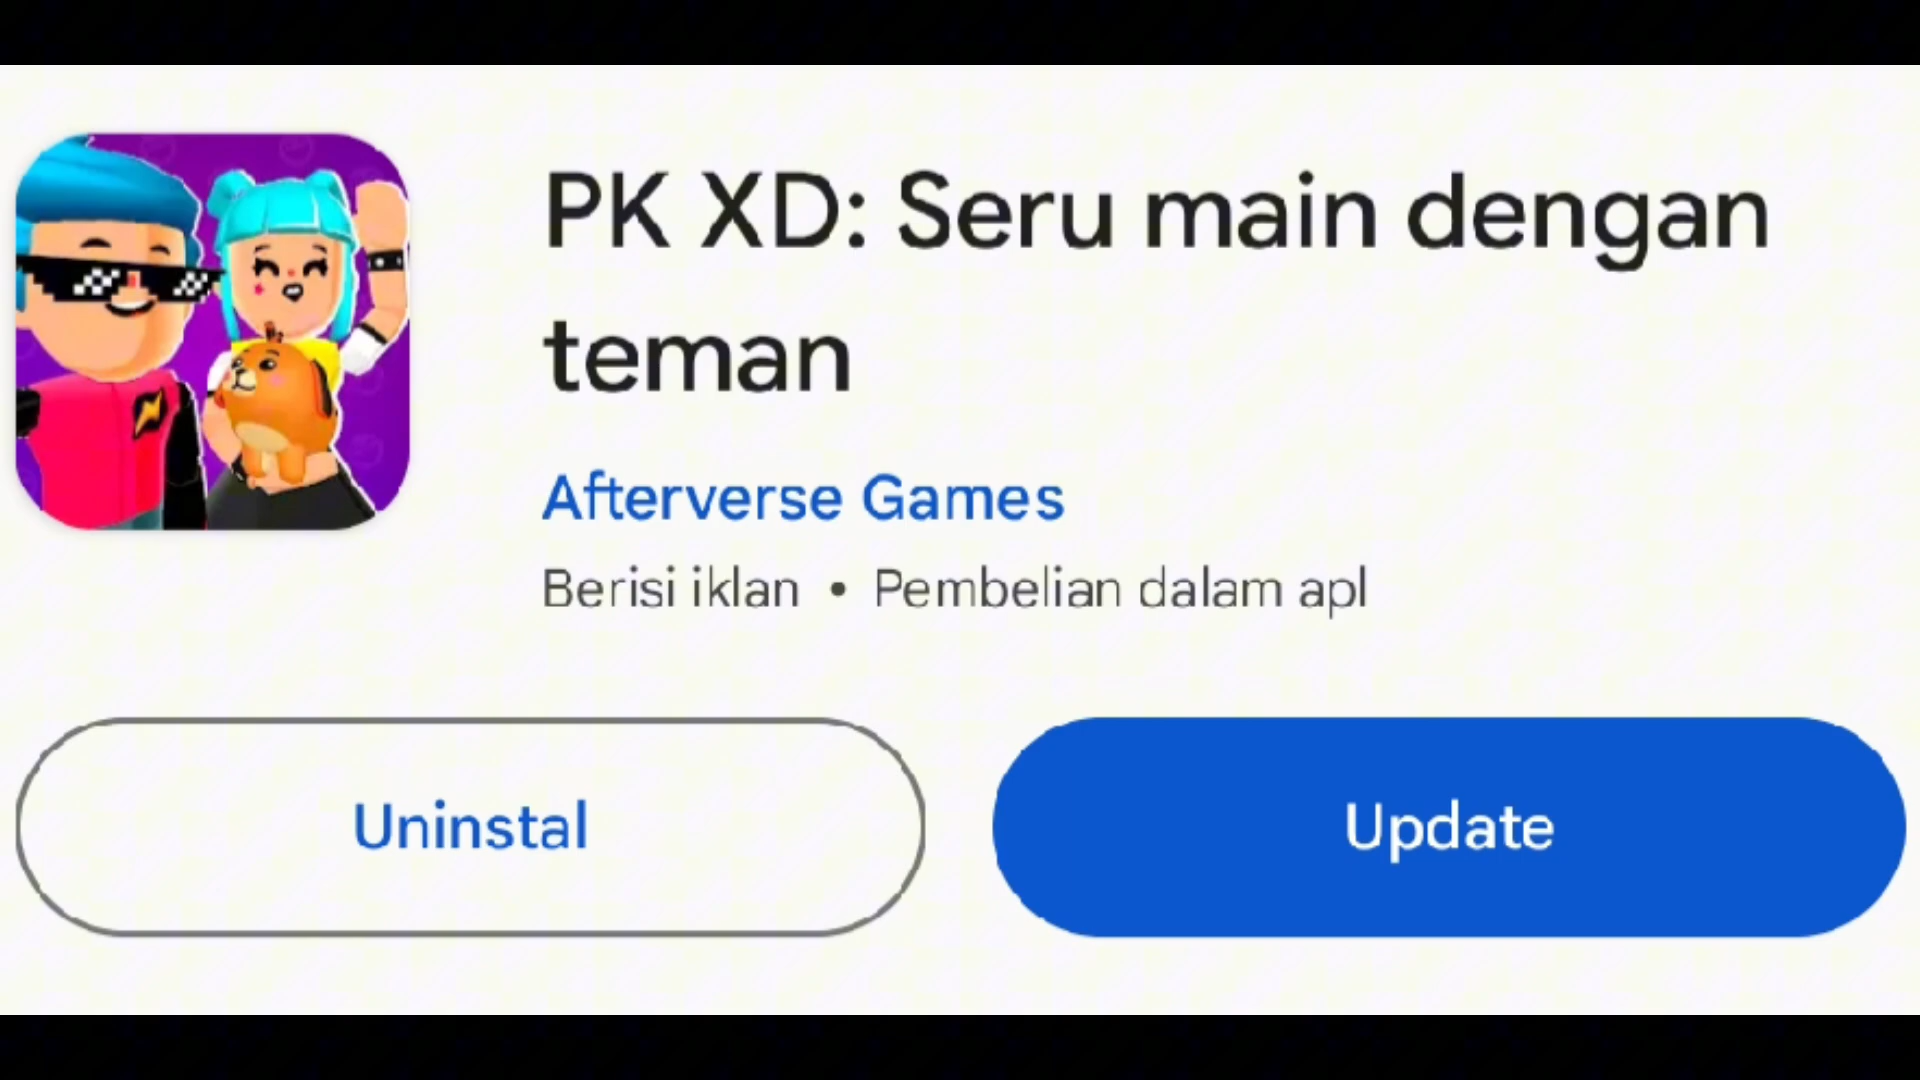 PK XD: Seru main dengan
teman
Afterverse Games
Berisi iklan • Pembelian dalam apl
Uninstal
Update